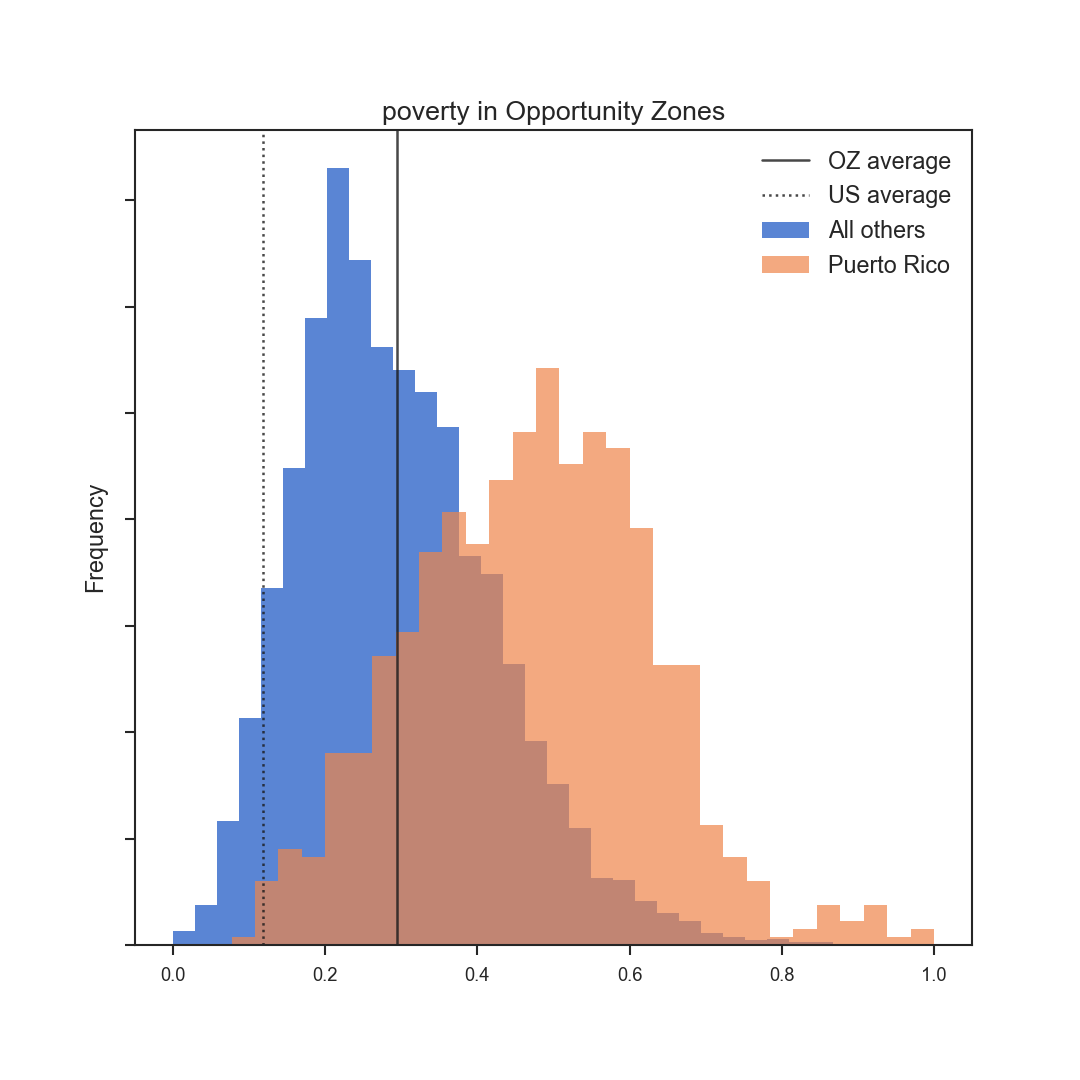 poverty in Opportunity Zones
OZ average
US average
All others
Puerto Rico
Frequency
0.0
0.2
0.4
0.6
0.8
1.0